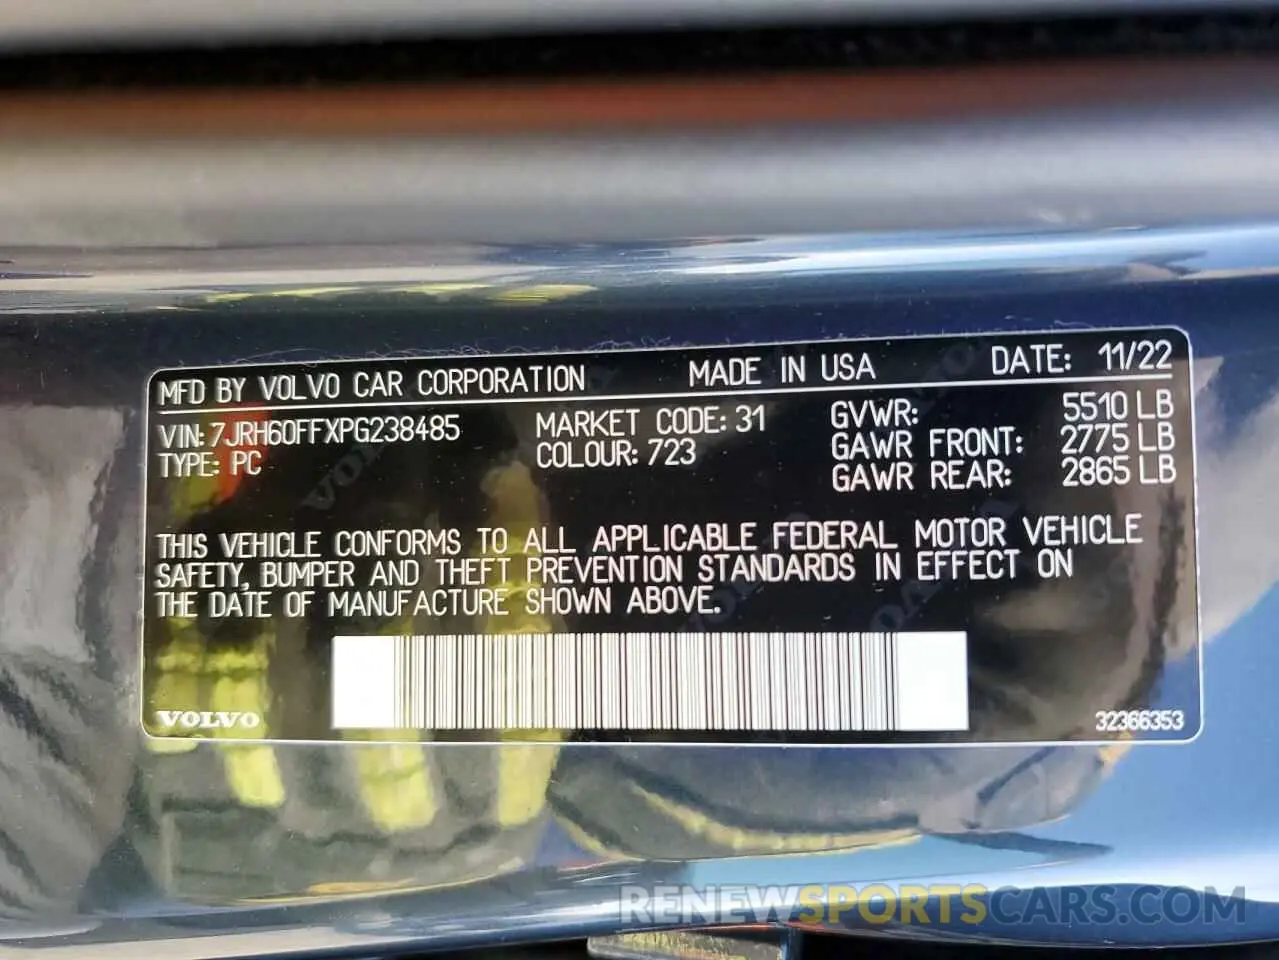 MFD BY VOLVO CAR CORPORATION MADE IN USA DATE: 11/22
VIN: 7JRH60FFXPG238485 MARKET CODE: 31 GVWR: 5510 LB
TYPE: PC COLOUR: 723 GAWR FRONT: 2775 LB
GAWR REAR: 2865 LB
THIS VEHICLE CONFORMS TO ALL APPLICABLE FEDERAL MOTOR VEHICLE
SAFETY, BUMPER AND THEFT PREVENTION STANDARDS IN EFFECT ON
THE DATE OF MANUFACTURE SHOWN ABOVE.
VOLVO 32366353
RENEWSPORTSCARS.COM